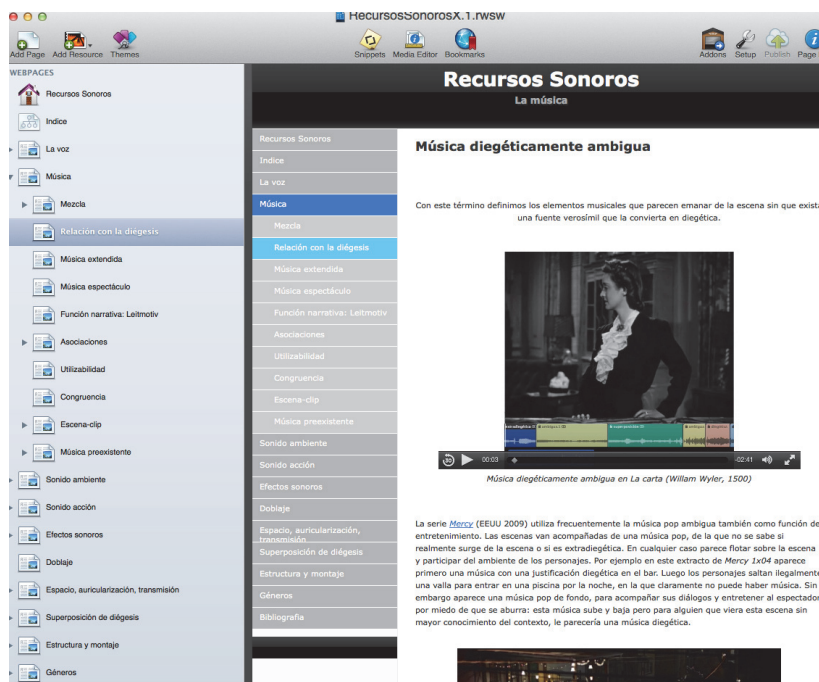 RecursosSonorosX.1.rwsw
Add Page Add Resource Themes Snippets Media Editor Bookmarks Addons Setup Publish Page
WEBPAGES
Recursos Sonoros
Indice
La voz
Música
Mezcla
Relación con la diégesis
Música extendida
Música espectáculo
Función narrativa: Leitmotiv
Asociaciones
Utilizabilidad
Congruencia
Escena-clip
Música preexistente
Sonido ambiente
Sonido acción
Efectos sonoros
Doblaje
Espacio, auricularización, transmisión
Superposición de diégesis
Estructura y montaje
Géneros
Recursos Sonoros
La música
Recursos Sonoros
Indice
La voz
Música
Mezcla
Relación con la diégesis
Música extendida
Música espectáculo
Función narrativa: Leitmotiv
Asociaciones
Utilizabilidad
Congruencia
Escena-clip
Música preexistente
Sonido ambiente
Sonido acción
Efectos sonoros
Doblaje
Espacio, auricularización,
transmisión
Superposición de diégesis
Estructura y montaje
Géneros
Bibliografia
Música diegéticamente ambigua
Con este término definimos los elementos musicales que parecen emanar de la escena sin que exista
una fuente verosímil que la convierta en diegética.
30 00:03 -02:41
Música diegéticamente ambigua en La carta (Willam Wyler, 1500)
La serie Mercy (EEUU 2009) utiliza frecuentemente la música pop ambigua también como función de
entretenimiento. Las escenas van acompañadas de una música pop, de la que no se sabe si
realmente surge de la escena o si es extradiegética. En cualquier caso parece flotar sobre la escena
y participar del ambiente de los personajes. Por ejemplo en este extracto de Mercy 1x04 aparece
primero una música con una justificación diegética en el bar. Luego los personajes saltan ilegalmente
una valla para entrar en una piscina por la noche, en la que claramente no puede haber música. Sin
embargo aparece una música pop de fondo, para acompañar sus diálogos y entretener al espectador
por miedo de que se aburra: esta música sube y baja pero para alguien que viera esta escena sin
mayor conocimiento del contexto, le parecería una música diegética.